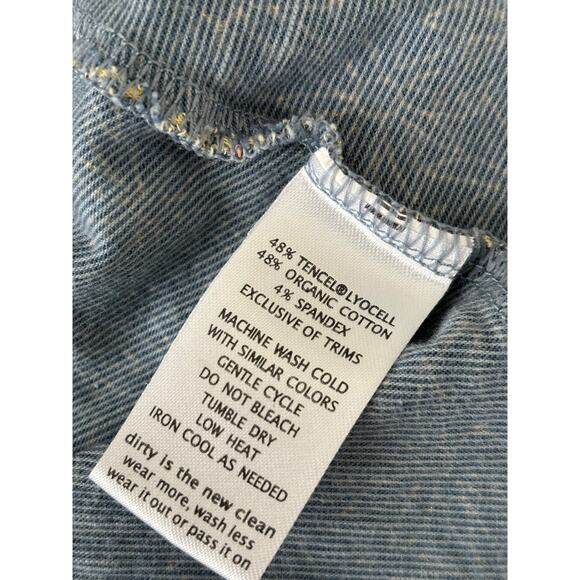 48% TENCEL®LYOCELL
48% ORGANIC COTTON
4% SPANDEX
EXCLUSIVE OF TRIMS
MACHINE WASH COLD
WITH SIMILAR COLORS
GENTLE CYCLE
DO NOT BLEACH
TUMBLE DRY
LOW HEAT
IRON COOL AS NEEDED
dirty is the new clean
wear more, wash less
wear it out or pass it on